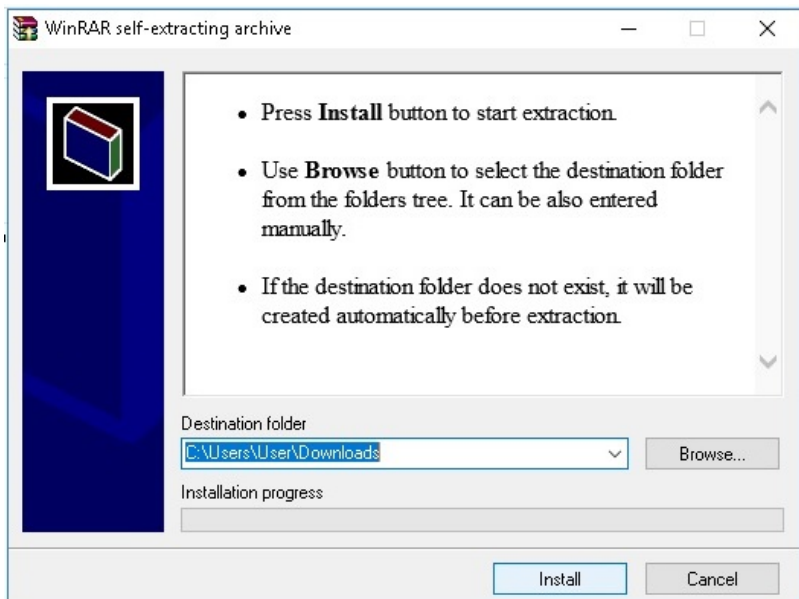 WinRAR self-extracting archive
• Press Install button to start extraction.
• Use Browse button to select the destination folder
from the folders tree. It can be also entered
manually.
• If the destination folder does not exist, it will be
created automatically before extraction.
Destination folder
C:\Users\User\Downloads
Browse...
Installation progress
Install
Cancel